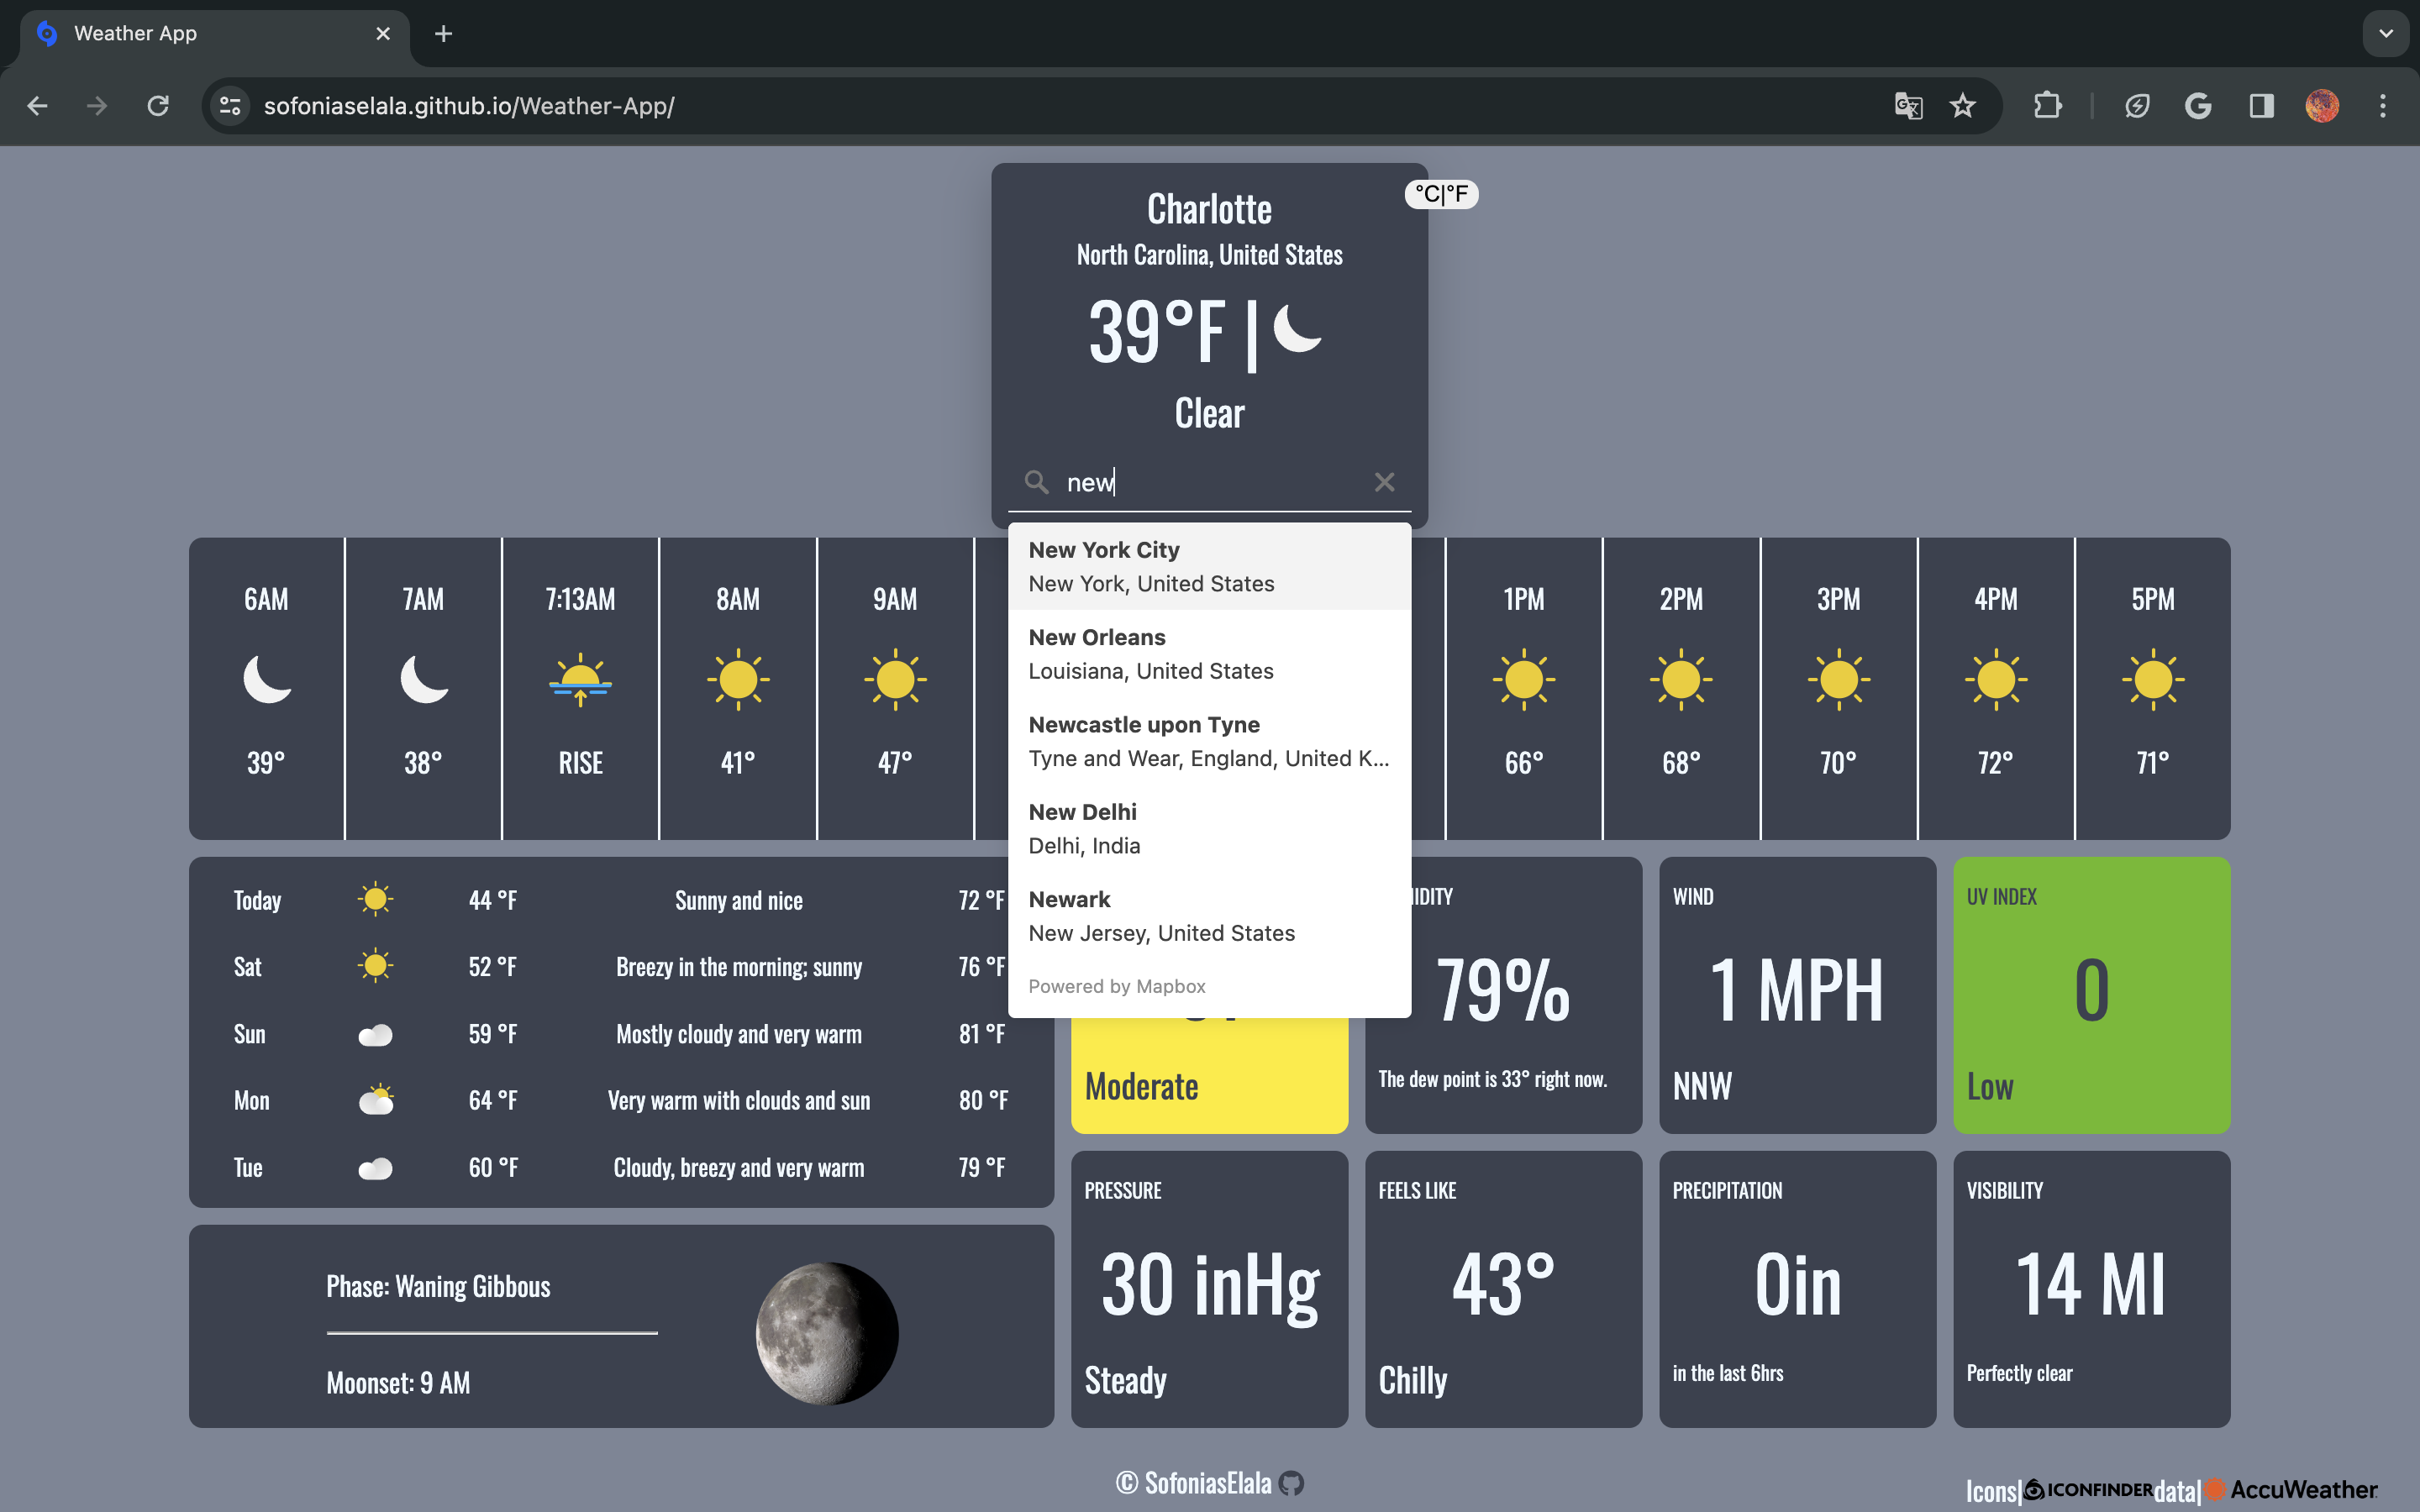 Weather App
sofoniaselala.github.io/Weather-App/
°C|°F
Charlotte
North Carolina, United States
39°F |
Clear
new
New York City
New York, United States
New Orleans
Louisiana, United States
Newcastle upon Tyne
Tyne and Wear, England, United K...
New Delhi
Delhi, India
Newark
New Jersey, United States
Powered by Mapbox
6AM 7AM 7:13AM 8AM 9AM 1PM 2PM 3PM 4PM 5PM
39° 38° RISE 41° 47° 66° 68° 70° 72° 71°
Today 44 °F Sunny and nice 72 °F
Sat 52 °F Breezy in the morning; sunny 76 °F
Sun 59 °F Mostly cloudy and very warm 81 °F
Mon 64 °F Very warm with clouds and sun 80 °F
Tue 60 °F Cloudy, breezy and very warm 79 °F
Phase: Waning Gibbous
Moonset: 9 AM
Moderate
IDITY
79%
The dew point is 33° right now.
WIND
1 MPH
NNW
UV INDEX
0
Low
PRESSURE
30 inHg
Steady
FEELS LIKE
43°
Chilly
PRECIPITATION
0in
in the last 6hrs
VISIBILITY
14 MI
Perfectly clear
© SofoniasElala
Icons| ICONFINDER data| AccuWeather